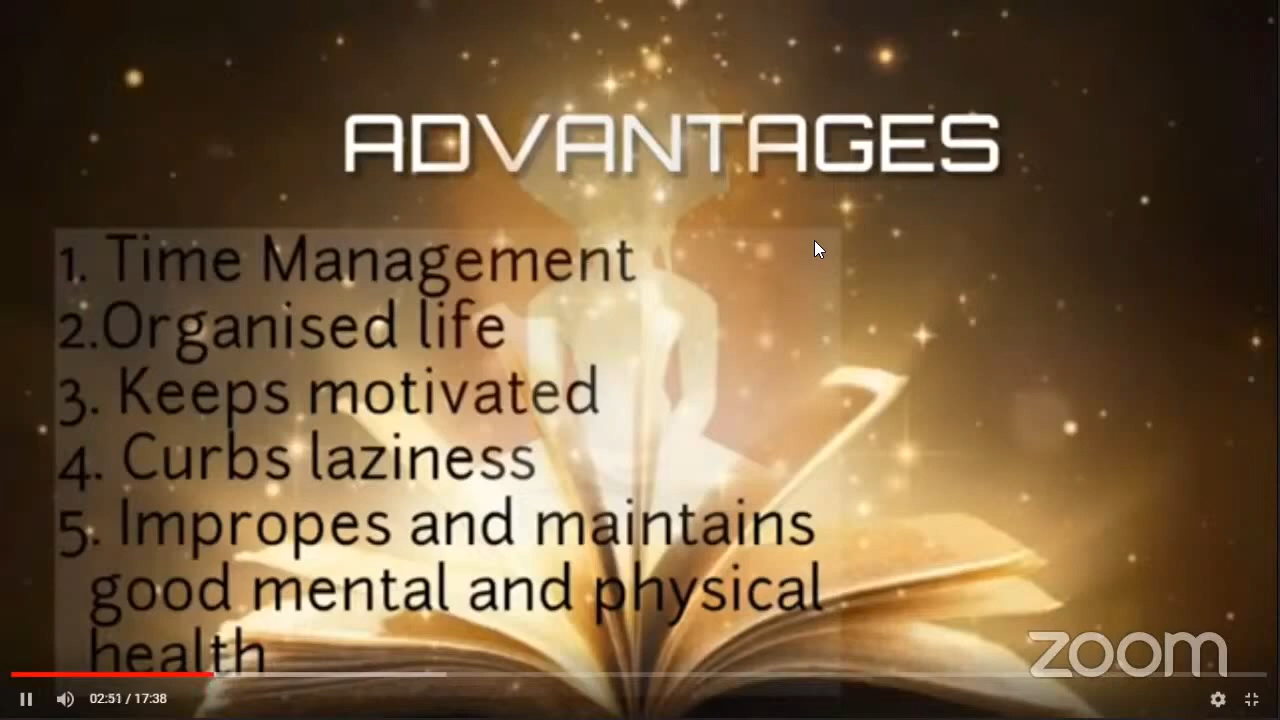 ADVANTAGES
1. Time Management
2.Organised life
3. Keeps motivated
4. Curbs laziness
5. Impropes and maintains
good mental and physical
health
zoom
02:51 / 17:38